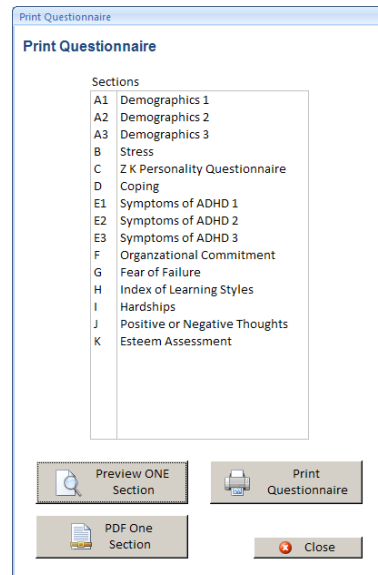 Print Questionnaire
Print Questionnaire
Sections
A1 Demographics 1
A2 Demographics 2
A3 Demographics 3
B Stress
C Z K Personality Questionnaire
D Coping
E1 Symptoms of ADHD 1
E2 Symptoms of ADHD 2
E3 Symptoms of ADHD 3
F Organzational Commitment
G Fear of Failure
H Index of Learning Styles
I Hardships
J Positive or Negative Thoughts
K Esteem Assessment
Preview ONE
Section
Print
Questionnaire
PDF One
Section
Close